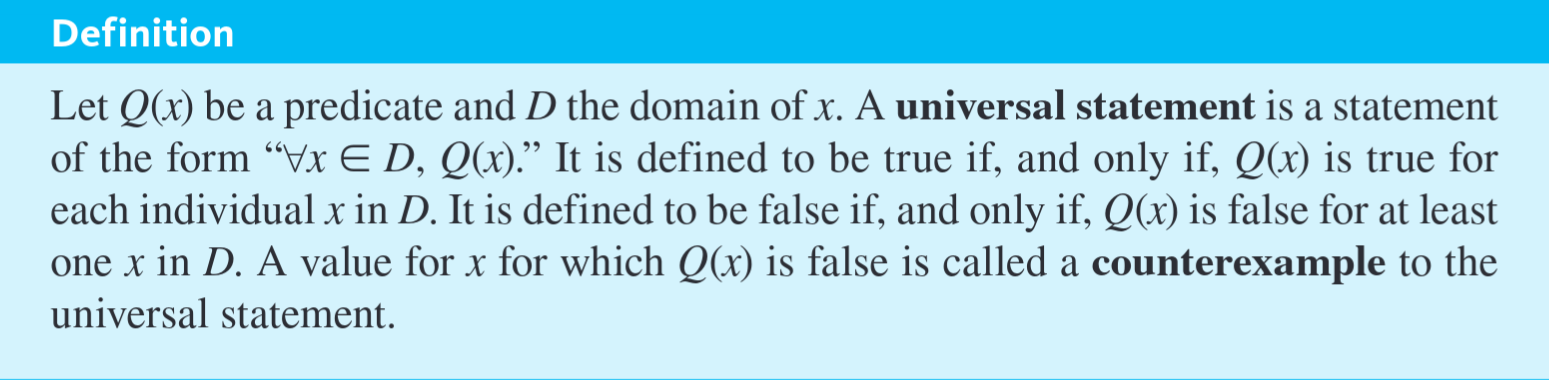 Definition
Let Q(x) be a predicate and D the domain of x. A universal statement is a statement
of the form “∀x ∈ D, Q(x).” It is defined to be true if, and only if, Q(x) is true for
each individual x in D. It is defined to be false if, and only if, Q(x) is false for at least
one x in D. A value for x for which Q(x) is false is called a counterexample to the
universal statement.